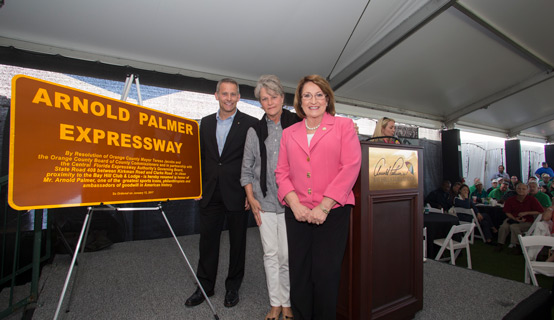 ARNOLD PALMER
EXPRESSWAY
By Resolution of Orange County Mayor Teresa Jacobs and
the Orange County Board of County Commissioners and in partnership with
the Central Florida Expressway Authority's Governing Board,
State Road 408 between Kirkman Road and Clarke Road, in close
proximity to the Bay Hill Club & Lodge, is hereby renamed in honor of
Mr. Arnold Palmer, one of the greatest sports icons, philanthropists and
ambassadors of goodwill in American history.